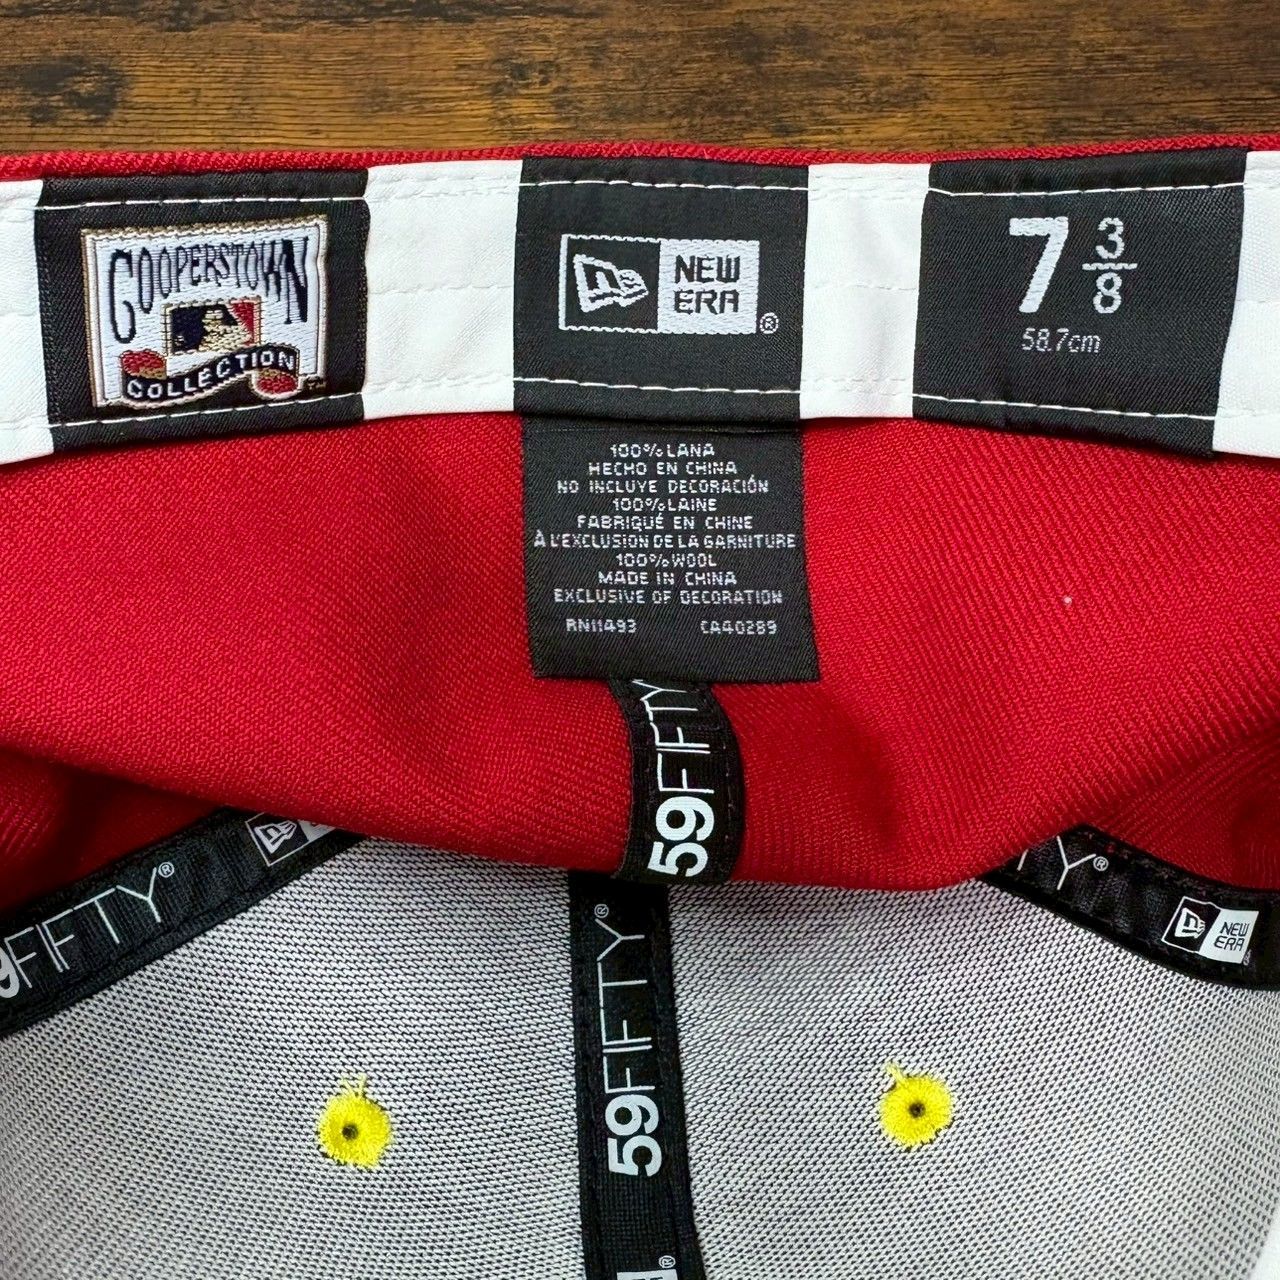 COOPERSTOWN
COLLECTION
TM
NEW
ERA
®
7 3/8
58.7cm
100% LANA
HECHO EN CHINA
NO INCLUYE DECORACIÓN
100% LAINE
FABRIQUÉ EN CHINE
À L'EXCLUSION DE LA GARNITURE
100% WOOL
MADE IN CHINA
EXCLUSIVE OF DECORATION
RN11493 CA40289
59FIFTY
59FIFTY®
59FIFTY®
FIFTY®
NEW
ERA